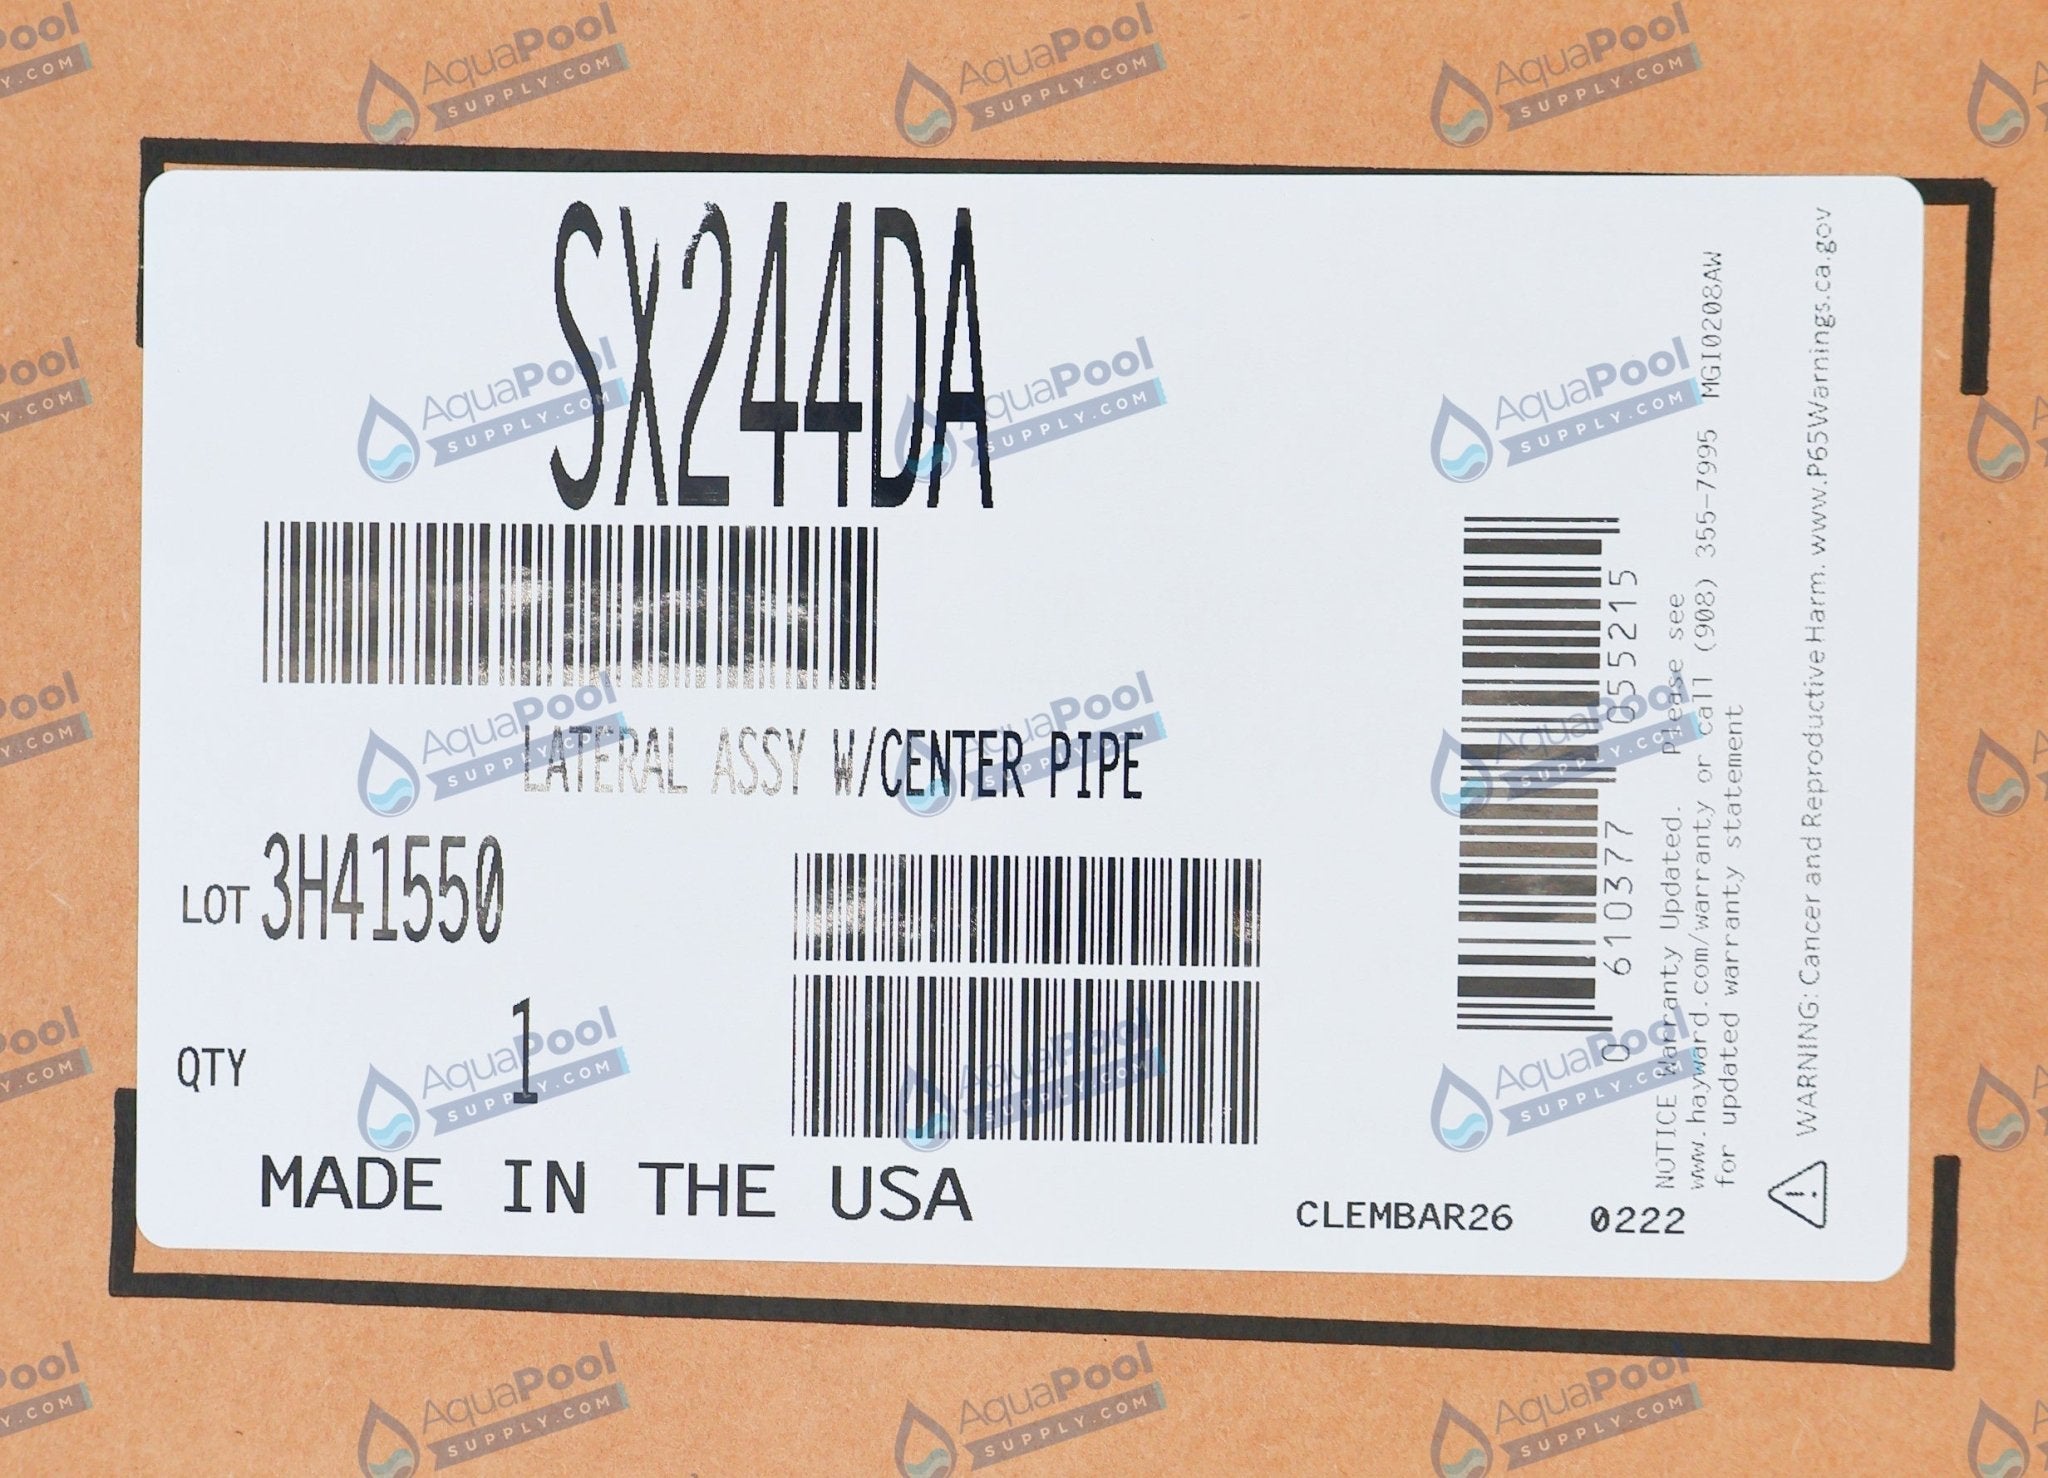 SX244DA
LATERAL ASSY W/CENTER PIPE
LOT 3H41550
QTY 1
MADE IN THE USA
CLEMBAR26 0222
0 610377 055215
NOTICE Warranty Updated. Please see
www.hayward.com/warranty or call (908) 355-7995 MGI0208AW
for updated warranty statement
WARNING: Cancer and Reproductive Harm. www.P65Warnings.ca.gov
AquaPool
SUPPLY.COM